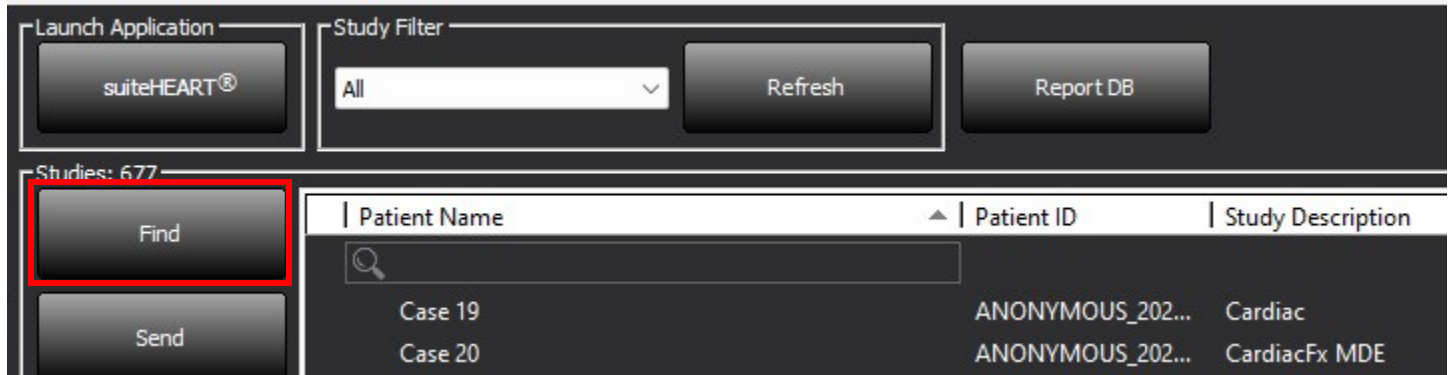 Launch Application
Study Filter
suiteHEART®
All
Refresh
Report DB
Studies: 677
Find
Patient Name
Patient ID
Study Description
Case 19
ANONYMOUS_202...
Cardiac
Send
Case 20
ANONYMOUS_202...
CardiacFx MDE